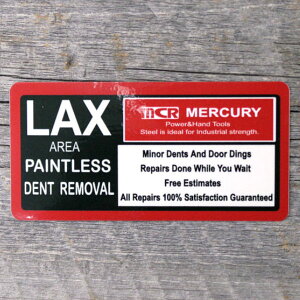 LAX
AREA
PAINTLESS
DENT REMOVAL
MCR MERCURY
Power&Hand Tools
Steel is ideal for Industrial strength.
Minor Dents And Door Dings
Repairs Done While You Wait
Free Estimates
All Repairs 100% Satisfaction Guaranteed